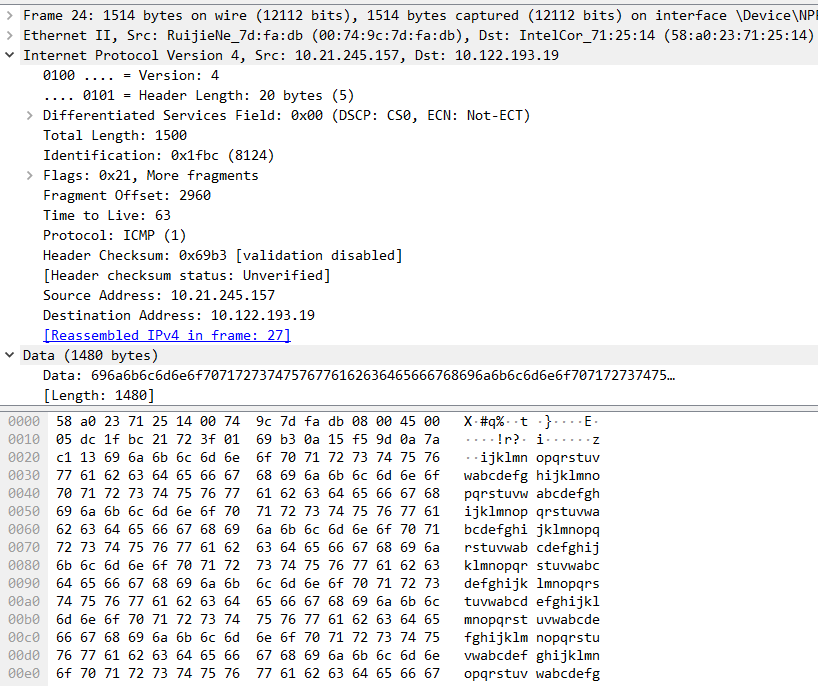 Frame 24: 1514 bytes on wire (12112 bits), 1514 bytes captured (12112 bits) on interface \Device\NP
Ethernet II, Src: RuijieNe_7d:fa:db (00:74:9c:7d:fa:db), Dst: IntelCor_71:25:14 (58:a0:23:71:25:14)
Internet Protocol Version 4, Src: 10.21.245.157, Dst: 10.122.193.19
0100 .... = Version: 4
.... 0101 = Header Length: 20 bytes (5)
Differentiated Services Field: 0x00 (DSCP: CS0, ECN: Not-ECT)
Total Length: 1500
Identification: 0x1fbc (8124)
Flags: 0x21, More fragments
Fragment Offset: 2960
Time to Live: 63
Protocol: ICMP (1)
Header Checksum: 0x69b3 [validation disabled]
[Header checksum status: Unverified]
Source Address: 10.21.245.157
Destination Address: 10.122.193.19
[Reassembled IPv4 in frame: 27]
Data (1480 bytes)
Data: 696a6b6c6d6e6f70717273747576776162636465666768696a6b6c6d6e6f707172737475…
[Length: 1480]
0000 58 a0 23 71 25 14 00 74 9c 7d fa db 08 00 45 00 X·#q%··t ·}····E·
0010 05 dc 1f bc 21 72 3f 01 69 b3 0a 15 f5 9d 0a 7a ····!r?· i······z
0020 c1 13 69 6a 6b 6c 6d 6e 6f 70 71 72 73 74 75 76 ··ijklmn opqrstuv
0030 77 61 62 63 64 65 66 67 68 69 6a 6b 6c 6d 6e 6f wabcdefg hijklmno
0040 70 71 72 73 74 75 76 77 61 62 63 64 65 66 67 68 pqrstuvw abcdefgh
0050 69 6a 6b 6c 6d 6e 6f 70 71 72 73 74 75 76 77 61 ijklmnop qrstuvwa
0060 62 63 64 65 66 67 68 69 6a 6b 6c 6d 6e 6f 70 71 bcdefghi jklmnopq
0070 72 73 74 75 76 77 61 62 63 64 65 66 67 68 69 6a rstuvwab cdefghij
0080 6b 6c 6d 6e 6f 70 71 72 73 74 75 76 77 61 62 63 klmnopqr stuvwabc
0090 64 65 66 67 68 69 6a 6b 6c 6d 6e 6f 70 71 72 73 defghijk lmnopqrs
00a0 74 75 76 77 61 62 63 64 65 66 67 68 69 6a 6b 6c tuvwabcd efghijkl
00b0 6d 6e 6f 70 71 72 73 74 75 76 77 61 62 63 64 65 mnopqrst uvwabcde
00c0 66 67 68 69 6a 6b 6c 6d 6e 6f 70 71 72 73 74 75 fghijklm nopqrstu
00d0 76 77 61 62 63 64 65 66 67 68 69 6a 6b 6c 6d 6e vwabcdef ghijklmn
00e0 6f 70 71 72 73 74 75 76 77 61 62 63 64 65 66 67 opqrstuv wabcdefg